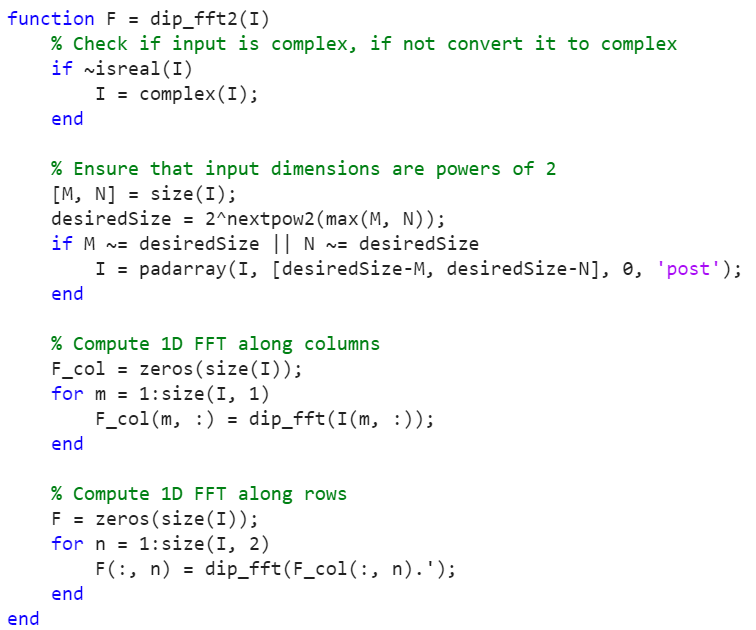 function F = dip_fft2(I)
    % Check if input is complex, if not convert it to complex
    if ~isreal(I)
        I = complex(I);
    end

    % Ensure that input dimensions are powers of 2
    [M, N] = size(I);
    desiredSize = 2^nextpow2(max(M, N));
    if M ~= desiredSize || N ~= desiredSize
        I = padarray(I, [desiredSize-M, desiredSize-N], 0, 'post');
    end

    % Compute 1D FFT along columns
    F_col = zeros(size(I));
    for m = 1:size(I, 1)
        F_col(m, :) = dip_fft(I(m, :));
    end

    % Compute 1D FFT along rows
    F = zeros(size(I));
    for n = 1:size(I, 2)
        F(:, n) = dip_fft(F_col(:, n).');
    end
end